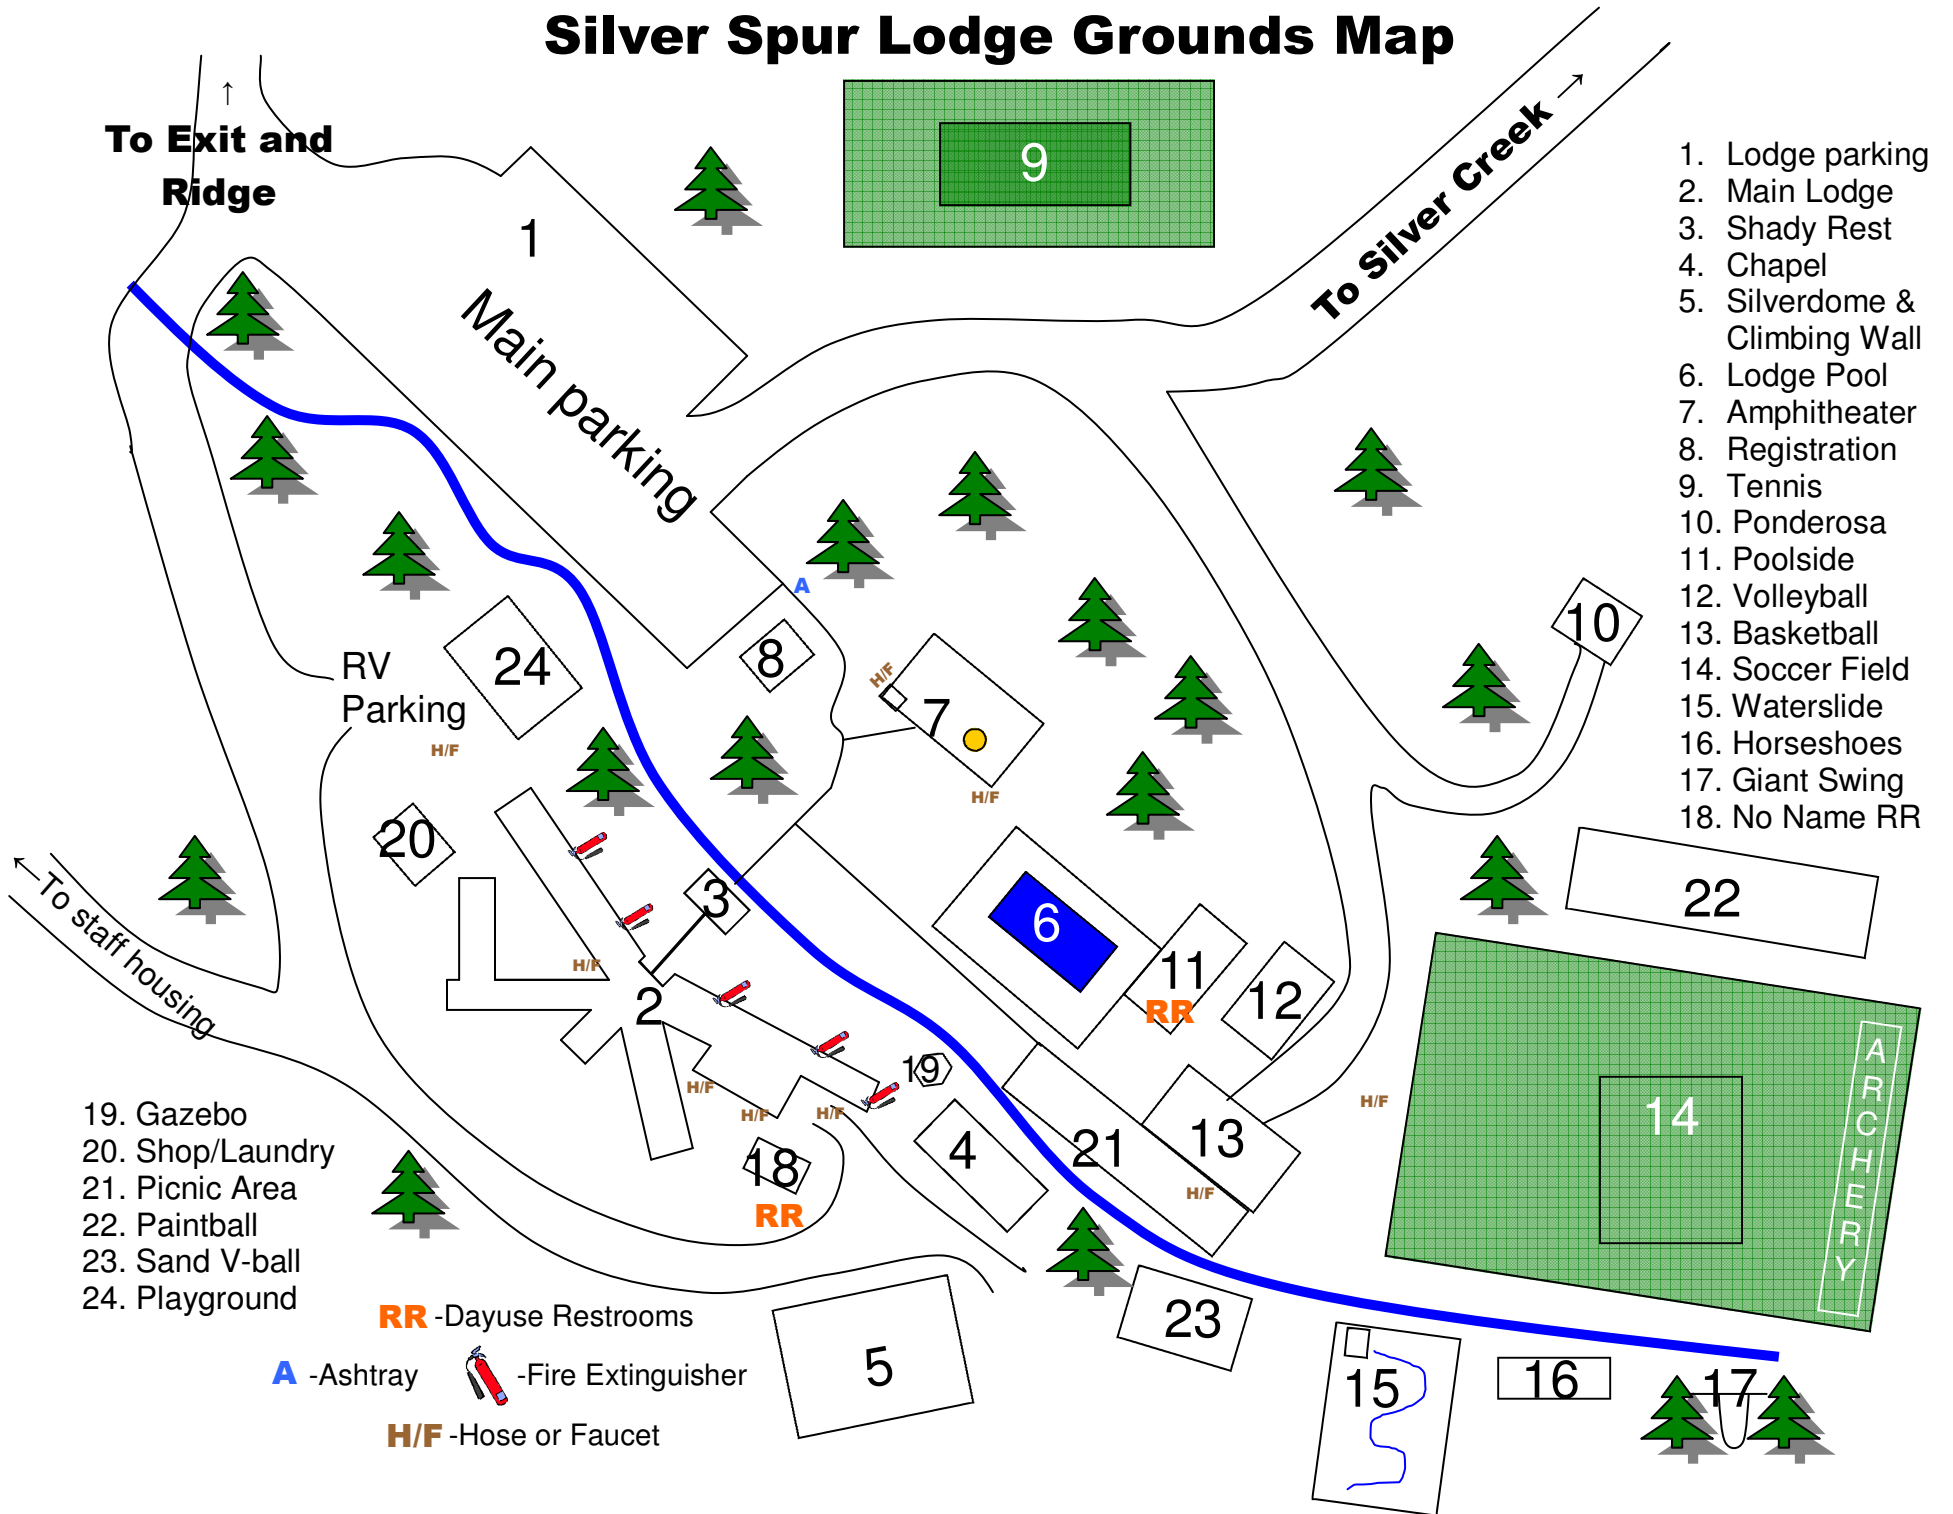 Silver Spur Lodge Grounds Map
↑
To Exit and
Ridge
To Silver Creek →
1
Main parking
9
1. Lodge parking
2. Main Lodge
3. Shady Rest
4. Chapel
5. Silverdome &
Climbing Wall
6. Lodge Pool
7. Amphitheater
8. Registration
9. Tennis
10. Ponderosa
11. Poolside
12. Volleyball
13. Basketball
14. Soccer Field
15. Waterslide
16. Horseshoes
17. Giant Swing
18. No Name RR
A
8
10
24
RV
Parking
H/F
H/F
7
H/F
20
3
6
22
11
RR
12
←To staff housing
H/F
2
19
H/F
H/F
H/F
18
RR
4
21
13
H/F
H/F
14
ARCHERY
19. Gazebo
20. Shop/Laundry
21. Picnic Area
22. Paintball
23. Sand V-ball
24. Playground
RR -Dayuse Restrooms
A -Ashtray
-Fire Extinguisher
H/F -Hose or Faucet
5
23
15
16
17